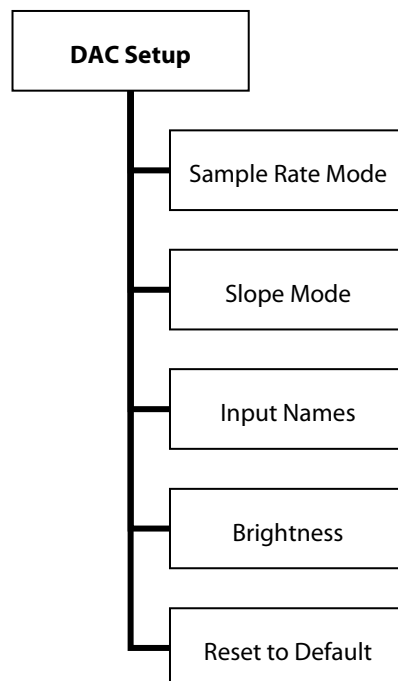 DAC Setup
Sample Rate Mode
Slope Mode
Input Names
Brightness
Reset to Default